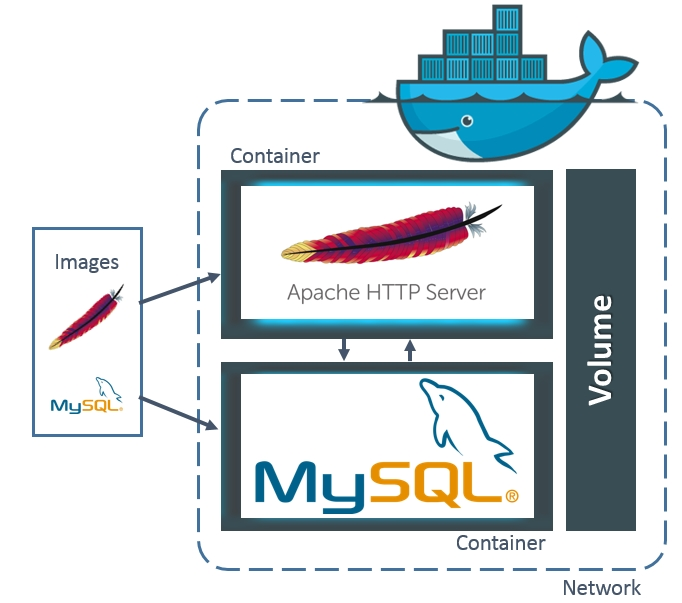 Container
Images
Apache HTTP Server
Volume
MySQL®
MySQL®
Container
Network